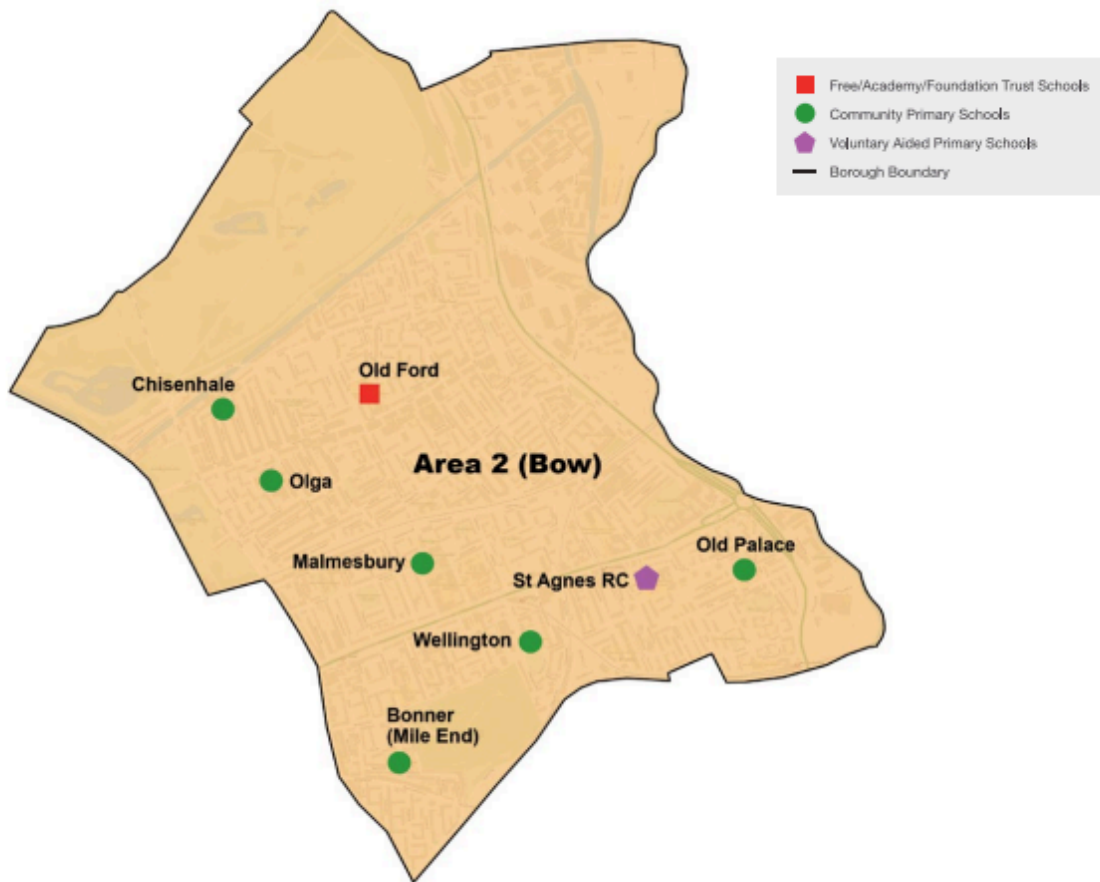 Free/Academy/Foundation Trust Schools
Community Primary Schools
Voluntary Aided Primary Schools
Borough Boundary
Old Ford
Chisenhale
Area 2 (Bow)
Olga
Old Palace
Malmesbury
St Agnes RC
Wellington
Bonner
(Mile End)